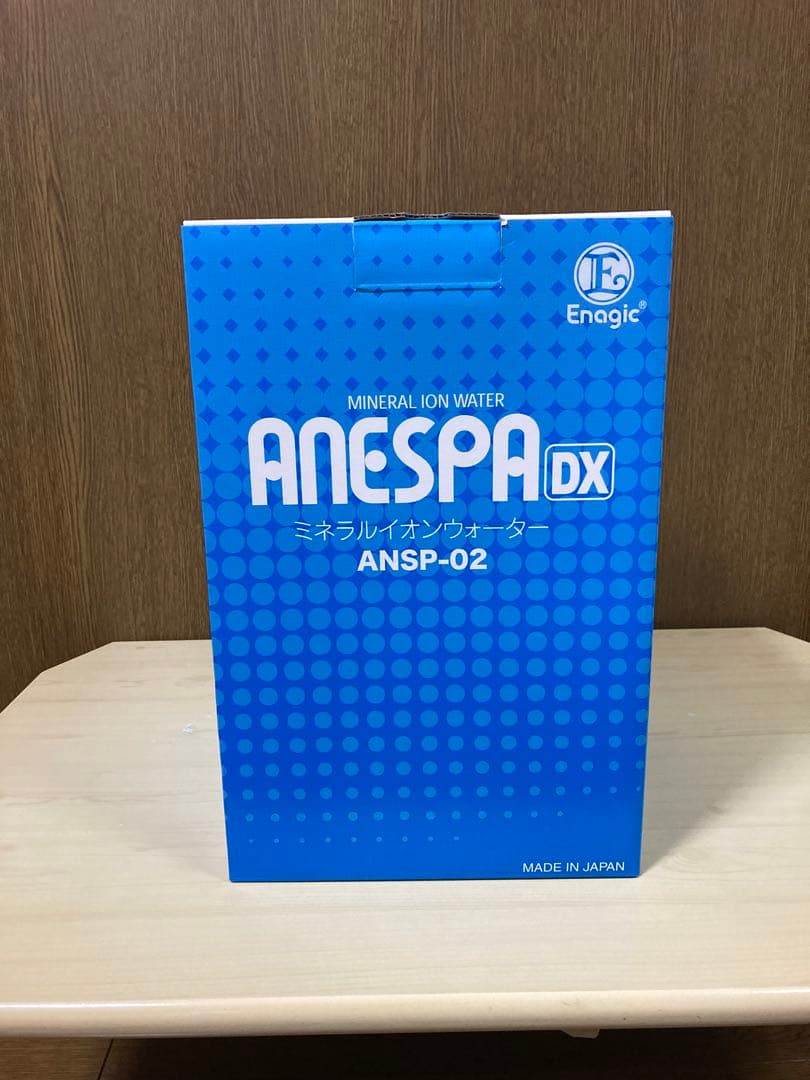 E
Enagic®
MINERAL ION WATER
ANESPA DX
ミネラルイオンウォーター
ANSP-02
MADE IN JAPAN